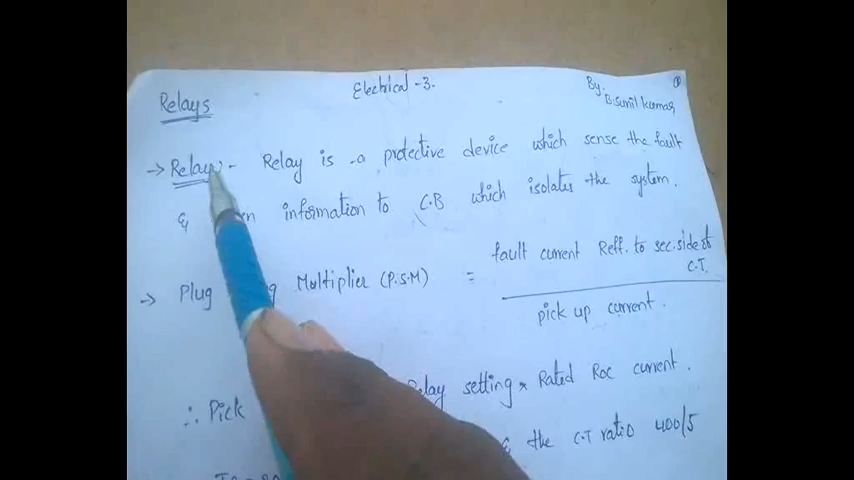 Electrical -3.
By.
B.Sunil kumar
①
Relays
→ Relay :- Relay is a protective device which sense the fault
& information to C.B which isolates the system.
→ Plug Multiplier (P.S.M) = fault current Reff. to sec.side of C.T.
pick up current.
∴ Pick Relay setting × Rated current.
& the C.T ratio 400/5